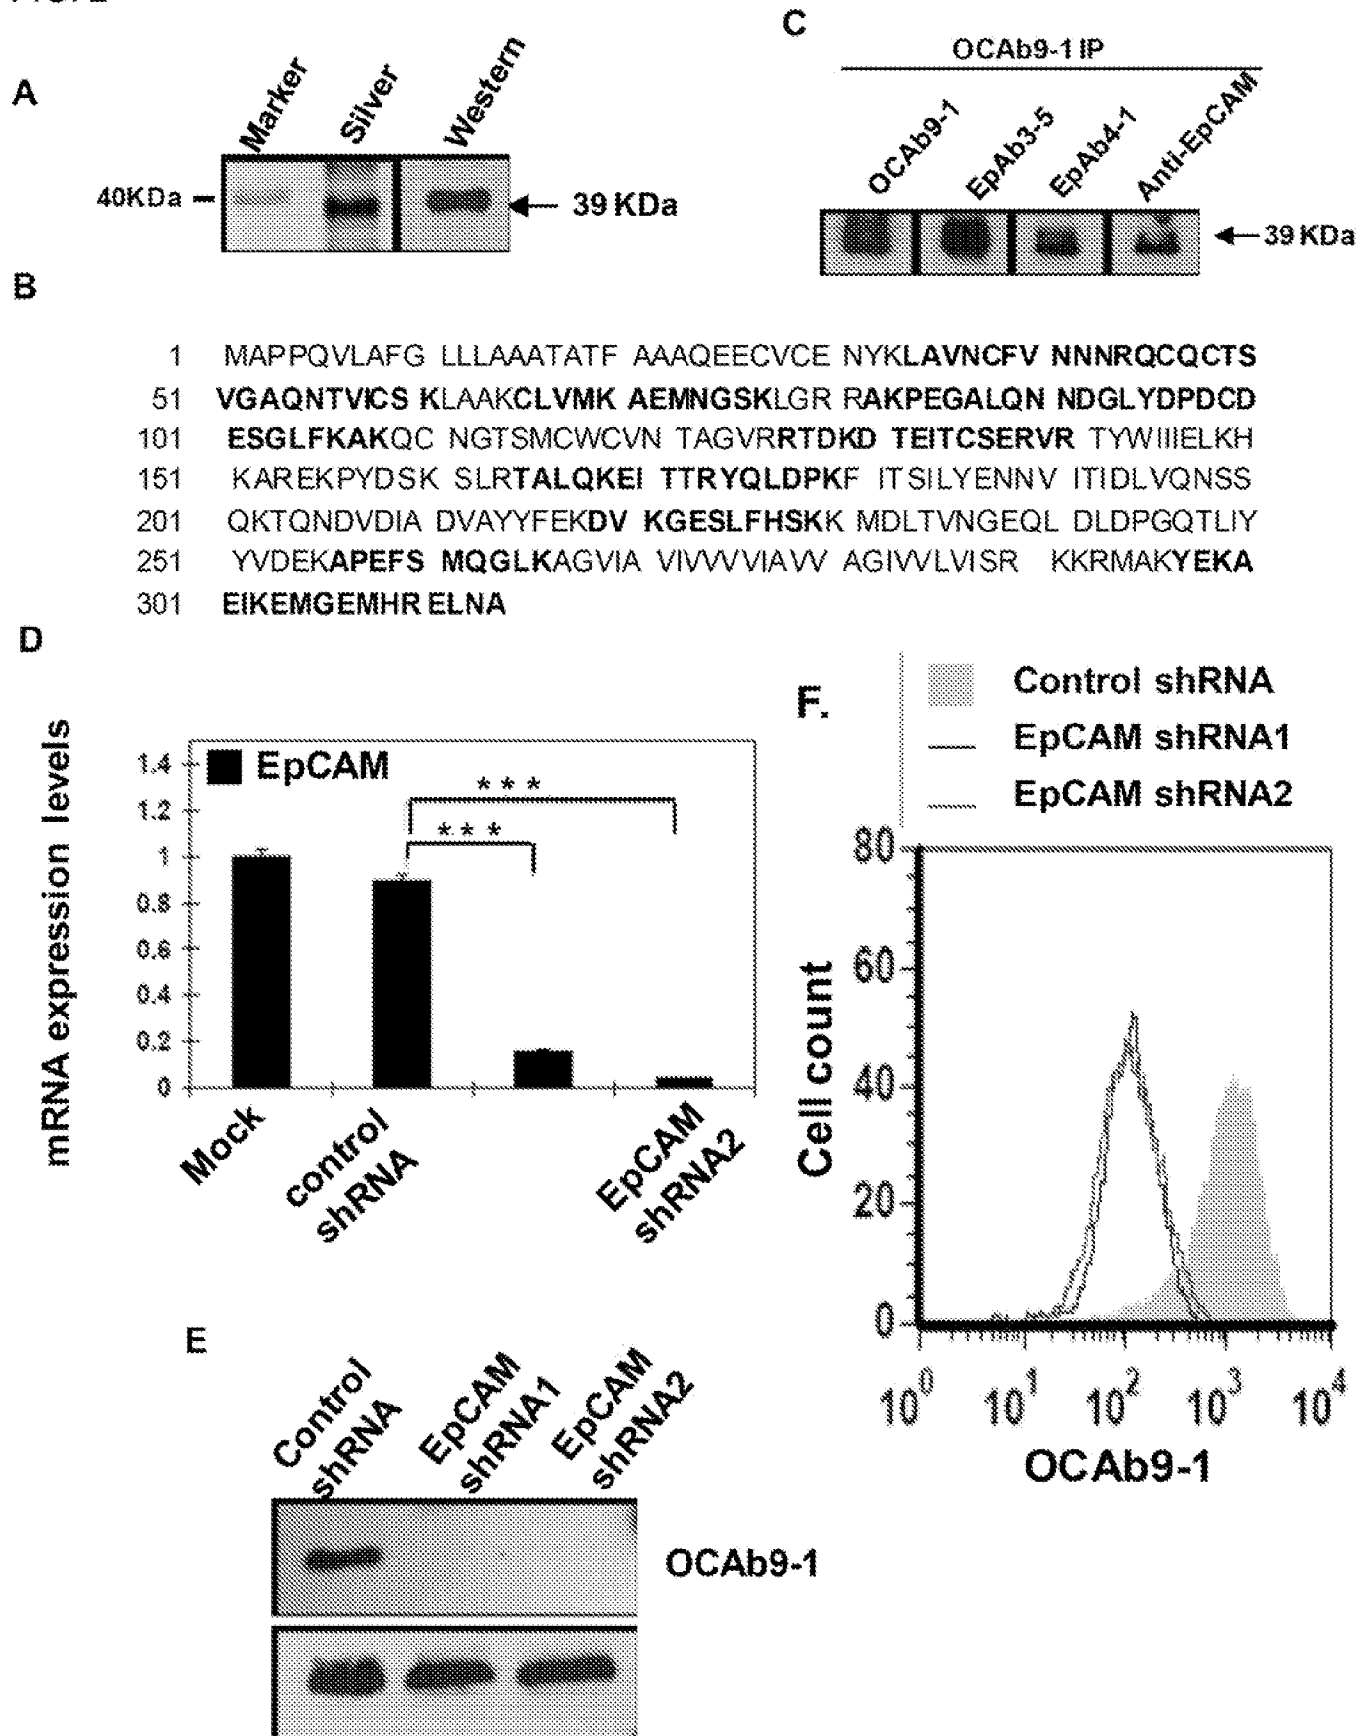 A
Marker
Silver
Western
40KDa
39 KDa
C
OCAb9-1 IP
OCAb9-1
EpAb3-5
EpAb4-1
Anti-EpCAM
39 KDa
B
1 MAPPQVLAFG LLLAAATATF AAAQEECVCE NYKLAVNCFV NNNRQCQCTS
51 VGAQNTVICS KLAAKCLVMK AEMNGSKLGR RAKPEGALQN NDGLYDPDCD
101 ESGLFKAKQC NGTSMCWCVN TAGVRRTDKD TEITCSERVR TYWIIIELKH
151 KAREKPYDSK SLRTALQKEI TTRYQLDPKF ITSILYENNV ITIDLVQNSS
201 QKTQNDVDIA DVAYYFEKDV KGESLFHSKK MDLTVNGEQL DLDPGQTLIY
251 YVDEKAPEFS MQGLKAGVIA VIVVVVIAVV AGIVVLVISR KKRMAKYEKA
301 EIKEMGEMHR ELNA
D
mRNA expression levels
EpCAM
1.4
1.2
1
0.8
0.6
0.4
0.2
0
***
***
Mock
control
shRNA
EpCAM
shRNA2
F.
Control shRNA
EpCAM shRNA1
EpCAM shRNA2
Cell count
80
60
40
20
0
10⁰ 10¹ 10² 10³ 10⁴
OCAb9-1
E
Control
shRNA
EpCAM
shRNA1
EpCAM
shRNA2
OCAb9-1